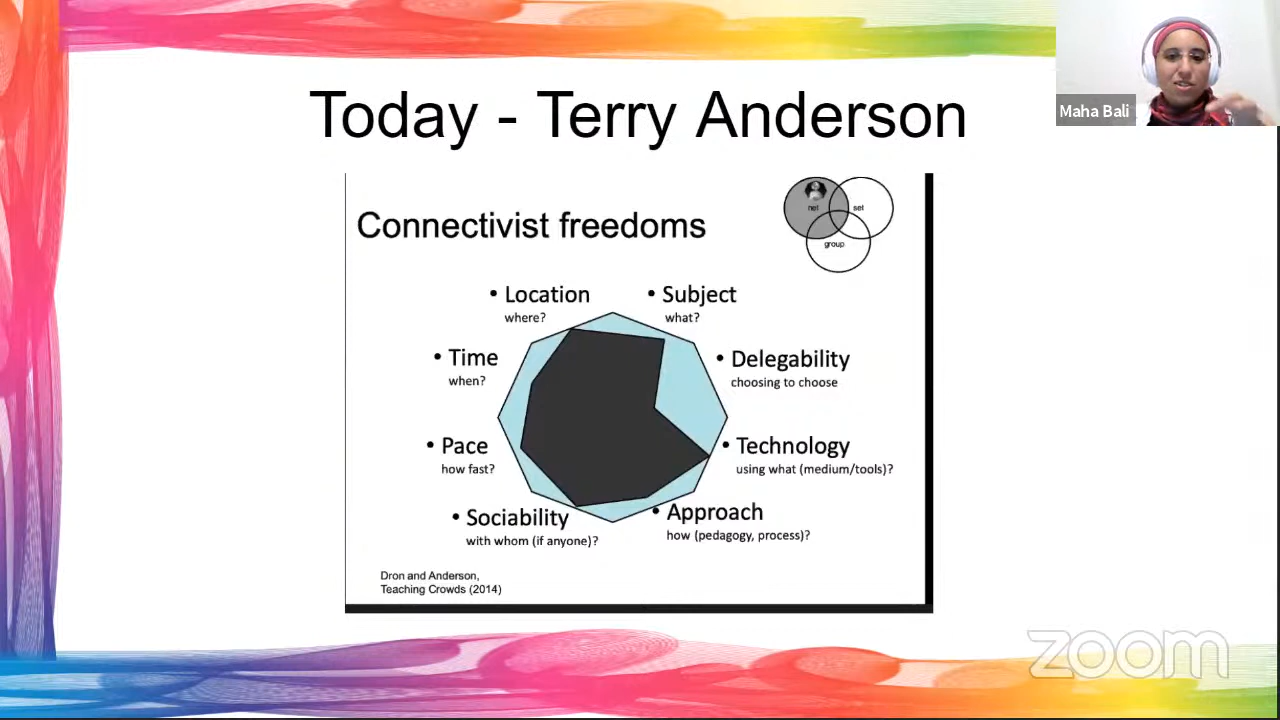 Today - Terry Anderson
Maha Bali
Connectivist freedoms
net
set
group
• Location
where?
• Subject
what?
• Time
when?
• Delegability
choosing to choose
• Pace
how fast?
• Technology
using what (medium/tools)?
• Sociability
with whom (if anyone)?
• Approach
how (pedagogy, process)?
Dron and Anderson,
Teaching Crowds (2014)
zoom